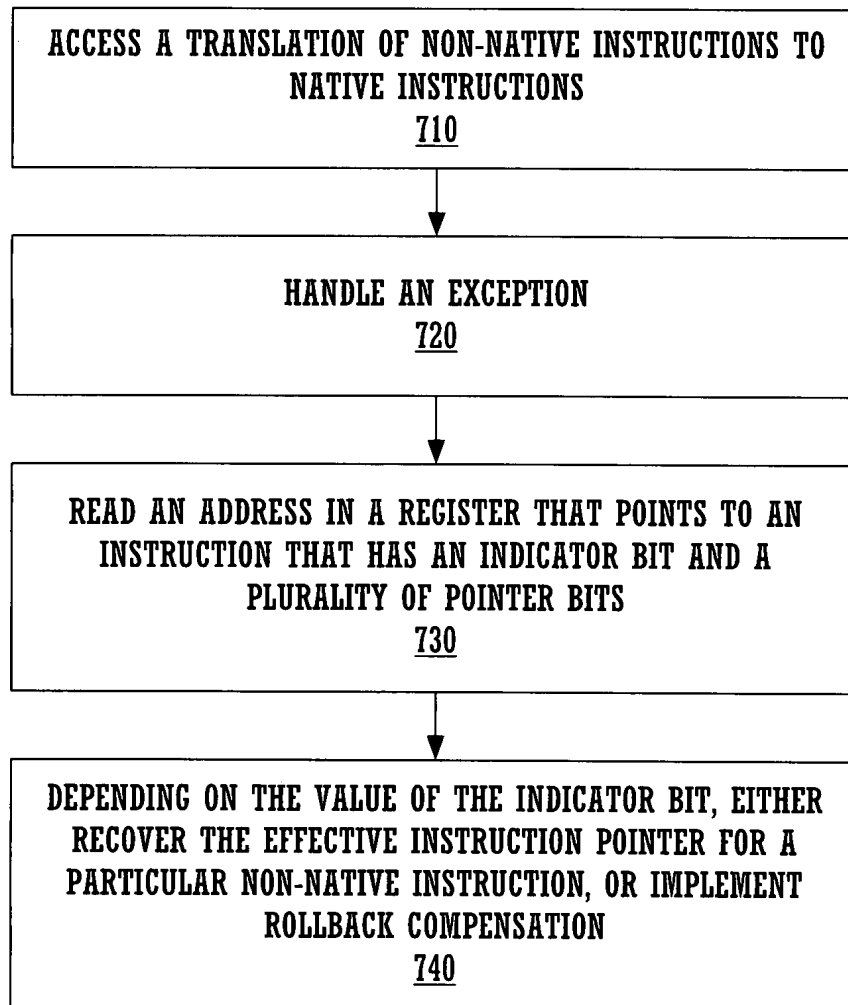 ACCESS A TRANSLATION OF NON-NATIVE INSTRUCTIONS TO
NATIVE INSTRUCTIONS
710
HANDLE AN EXCEPTION
720
READ AN ADDRESS IN A REGISTER THAT POINTS TO AN
INSTRUCTION THAT HAS AN INDICATOR BIT AND A
PLURALITY OF POINTER BITS
730
DEPENDING ON THE VALUE OF THE INDICATOR BIT, EITHER
RECOVER THE EFFECTIVE INSTRUCTION POINTER FOR A
PARTICULAR NON-NATIVE INSTRUCTION, OR IMPLEMENT
ROLLBACK COMPENSATION
740